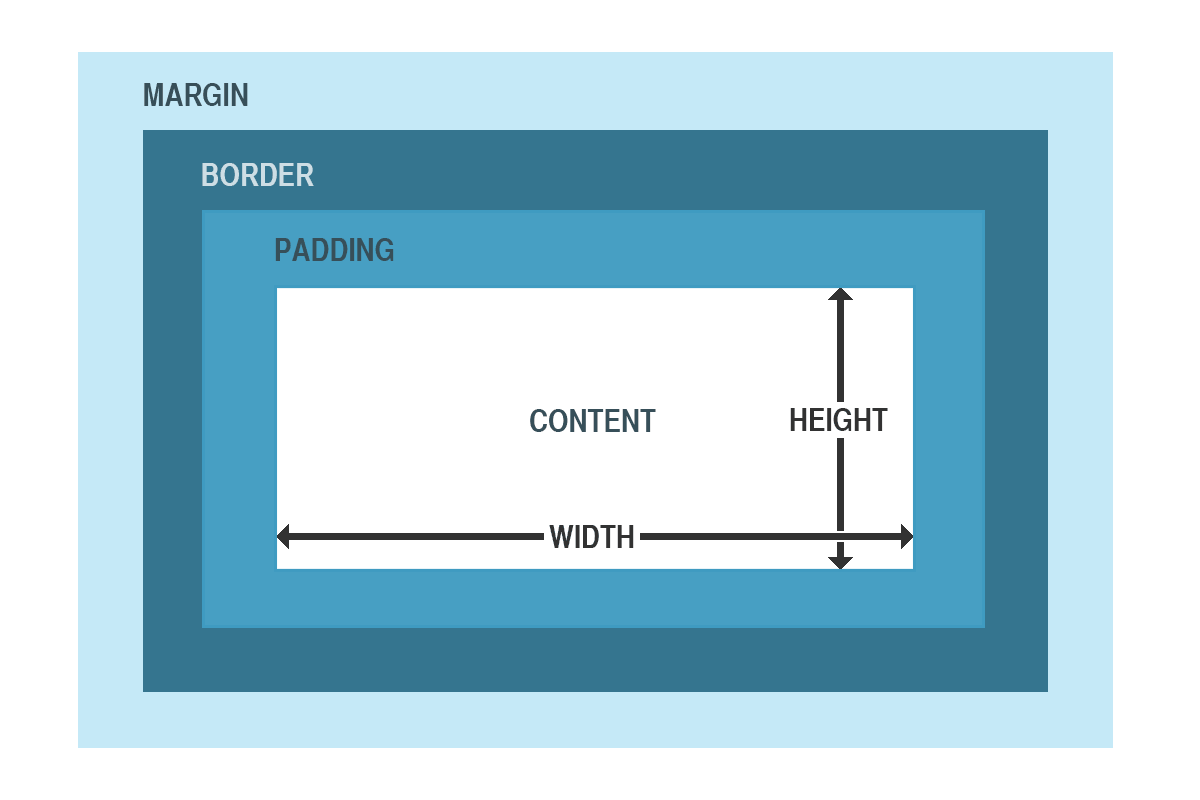 MARGIN
BORDER
PADDING
CONTENT
HEIGHT
WIDTH